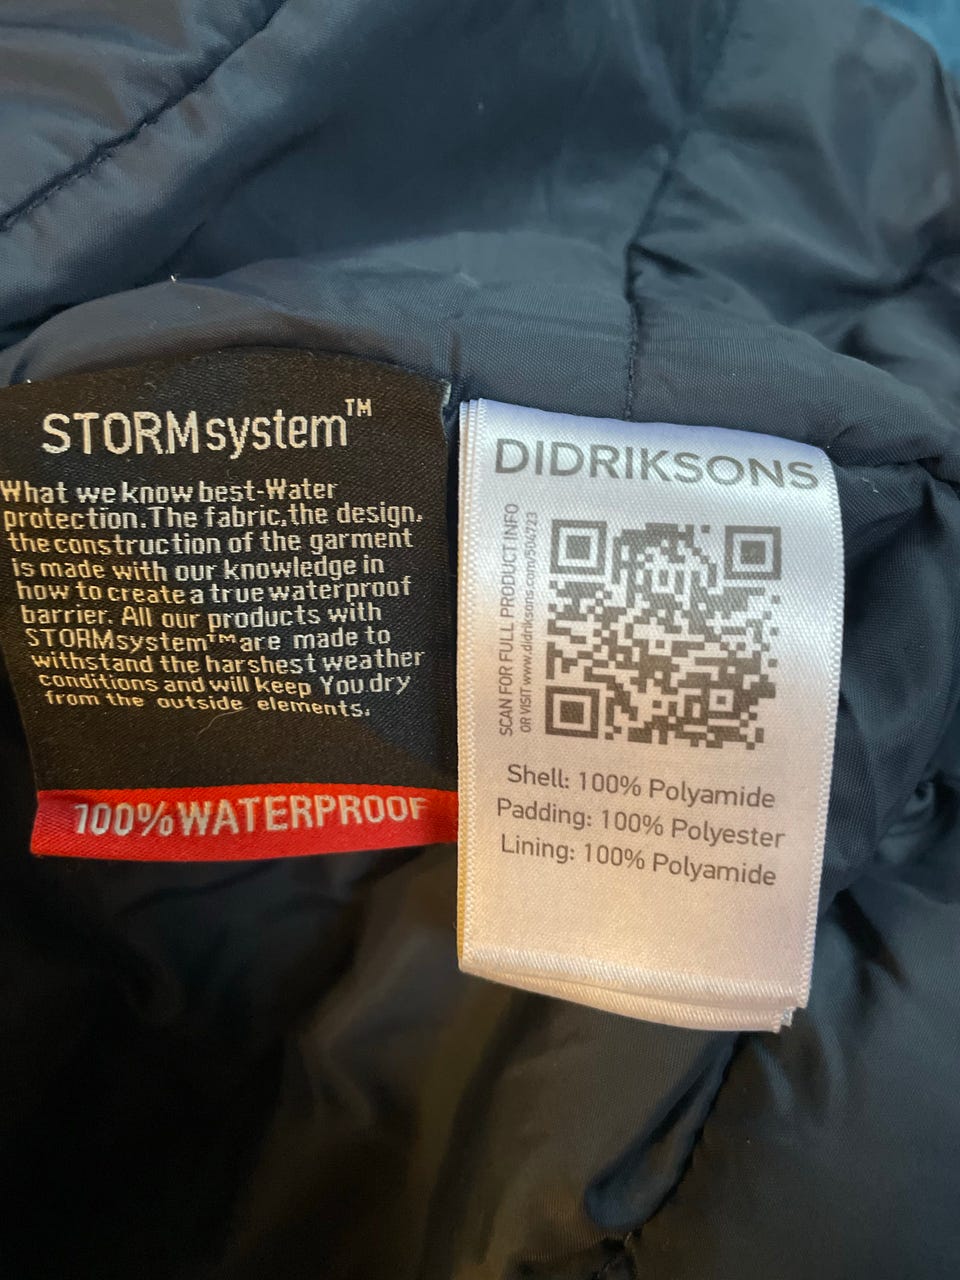 STORMsystem™
What we know best-Water
protection. The fabric, the design,
the construction of the garment
is made with our knowledge in
how to create a true waterproof
barrier. All our products with
STORMsystem™ are made to
withstand the harshest weather
conditions and will keep You dry
from the outside elements.
100% WATERPROOF
DIDRIKSONS
SCAN FOR FULL PRODUCT INFO
OR VISIT www.didriksons.com/504723
Shell: 100% Polyamide
Padding: 100% Polyester
Lining: 100% Polyamide